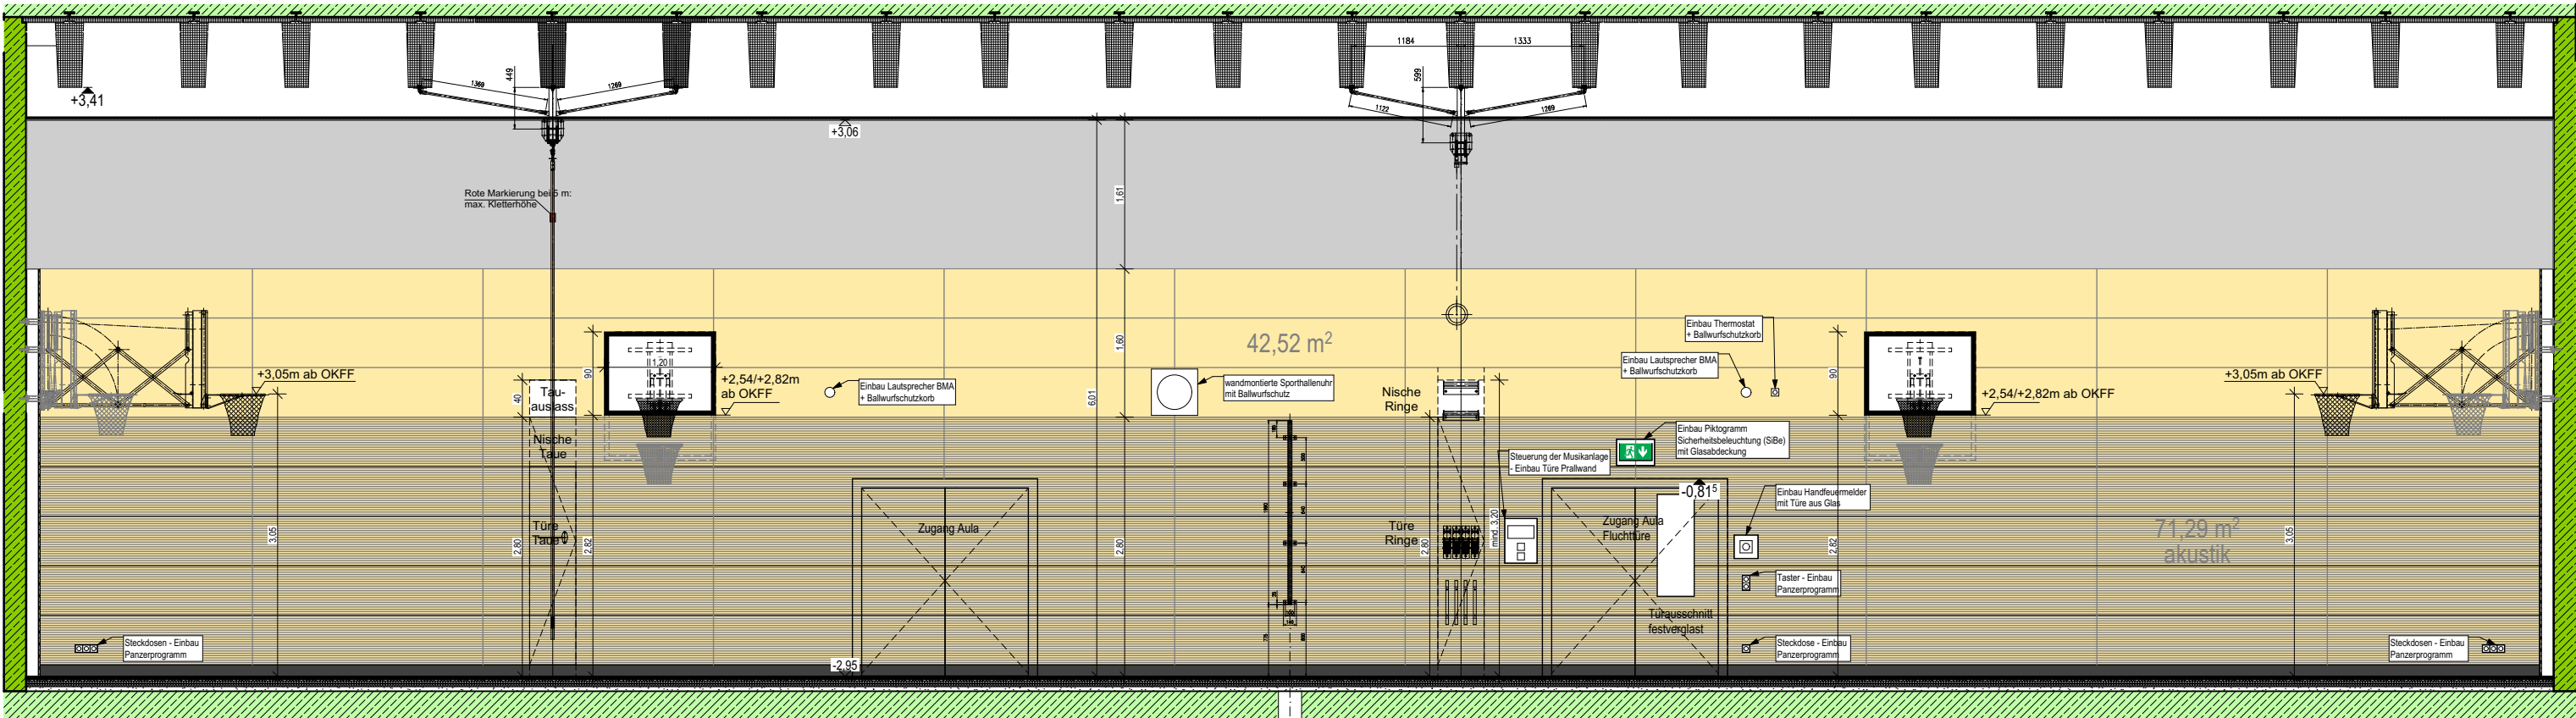 1184
1333
449
599
1369
1269
1122
1269
+3,41
+3,06
Rote Markierung bei 5 m:
max. Kletterhöhe
1,61
6,01
1,60
42,52 m²
Einbau Thermostat
+ Ballwurfschutzkorb
Einbau Lautsprecher BMA
+ Ballwurfschutzkorb
+3,05m ab OKFF
90
1,20
+2,54/+2,82m
ab OKFF
Einbau Lautsprecher BMA
+ Ballwurfschutzkorb
wandmontierte Sporthallenuhr
mit Ballwurfschutz
40
Tau-
auslass
Nische
Ringe
90
+3,05m ab OKFF
+2,54/+2,82m ab OKFF
Nische
Taue
Einbau Piktogramm
Sicherheitsbeleuchtung (SiBe)
mit Glasabdeckung
Steuerung der Musikanlage
- Einbau Türe Prallwand
-0,81⁵
Einbau Handfeuermelder
mit Türe aus Glas
3,05
2,80
Türe
Taue
2,82
Zugang Aula
2,80
Türe
Ringe
2,80
mind. 3,20
Zugang Aula
Fluchttüre
2,82
71,29 m²
akustik
3,05
Taster - Einbau
Panzerprogramm
Türausschnitt
festverglast
Steckdosen - Einbau
Panzerprogramm
Steckdose - Einbau
Panzerprogramm
Steckdosen - Einbau
Panzerprogramm
-2,95